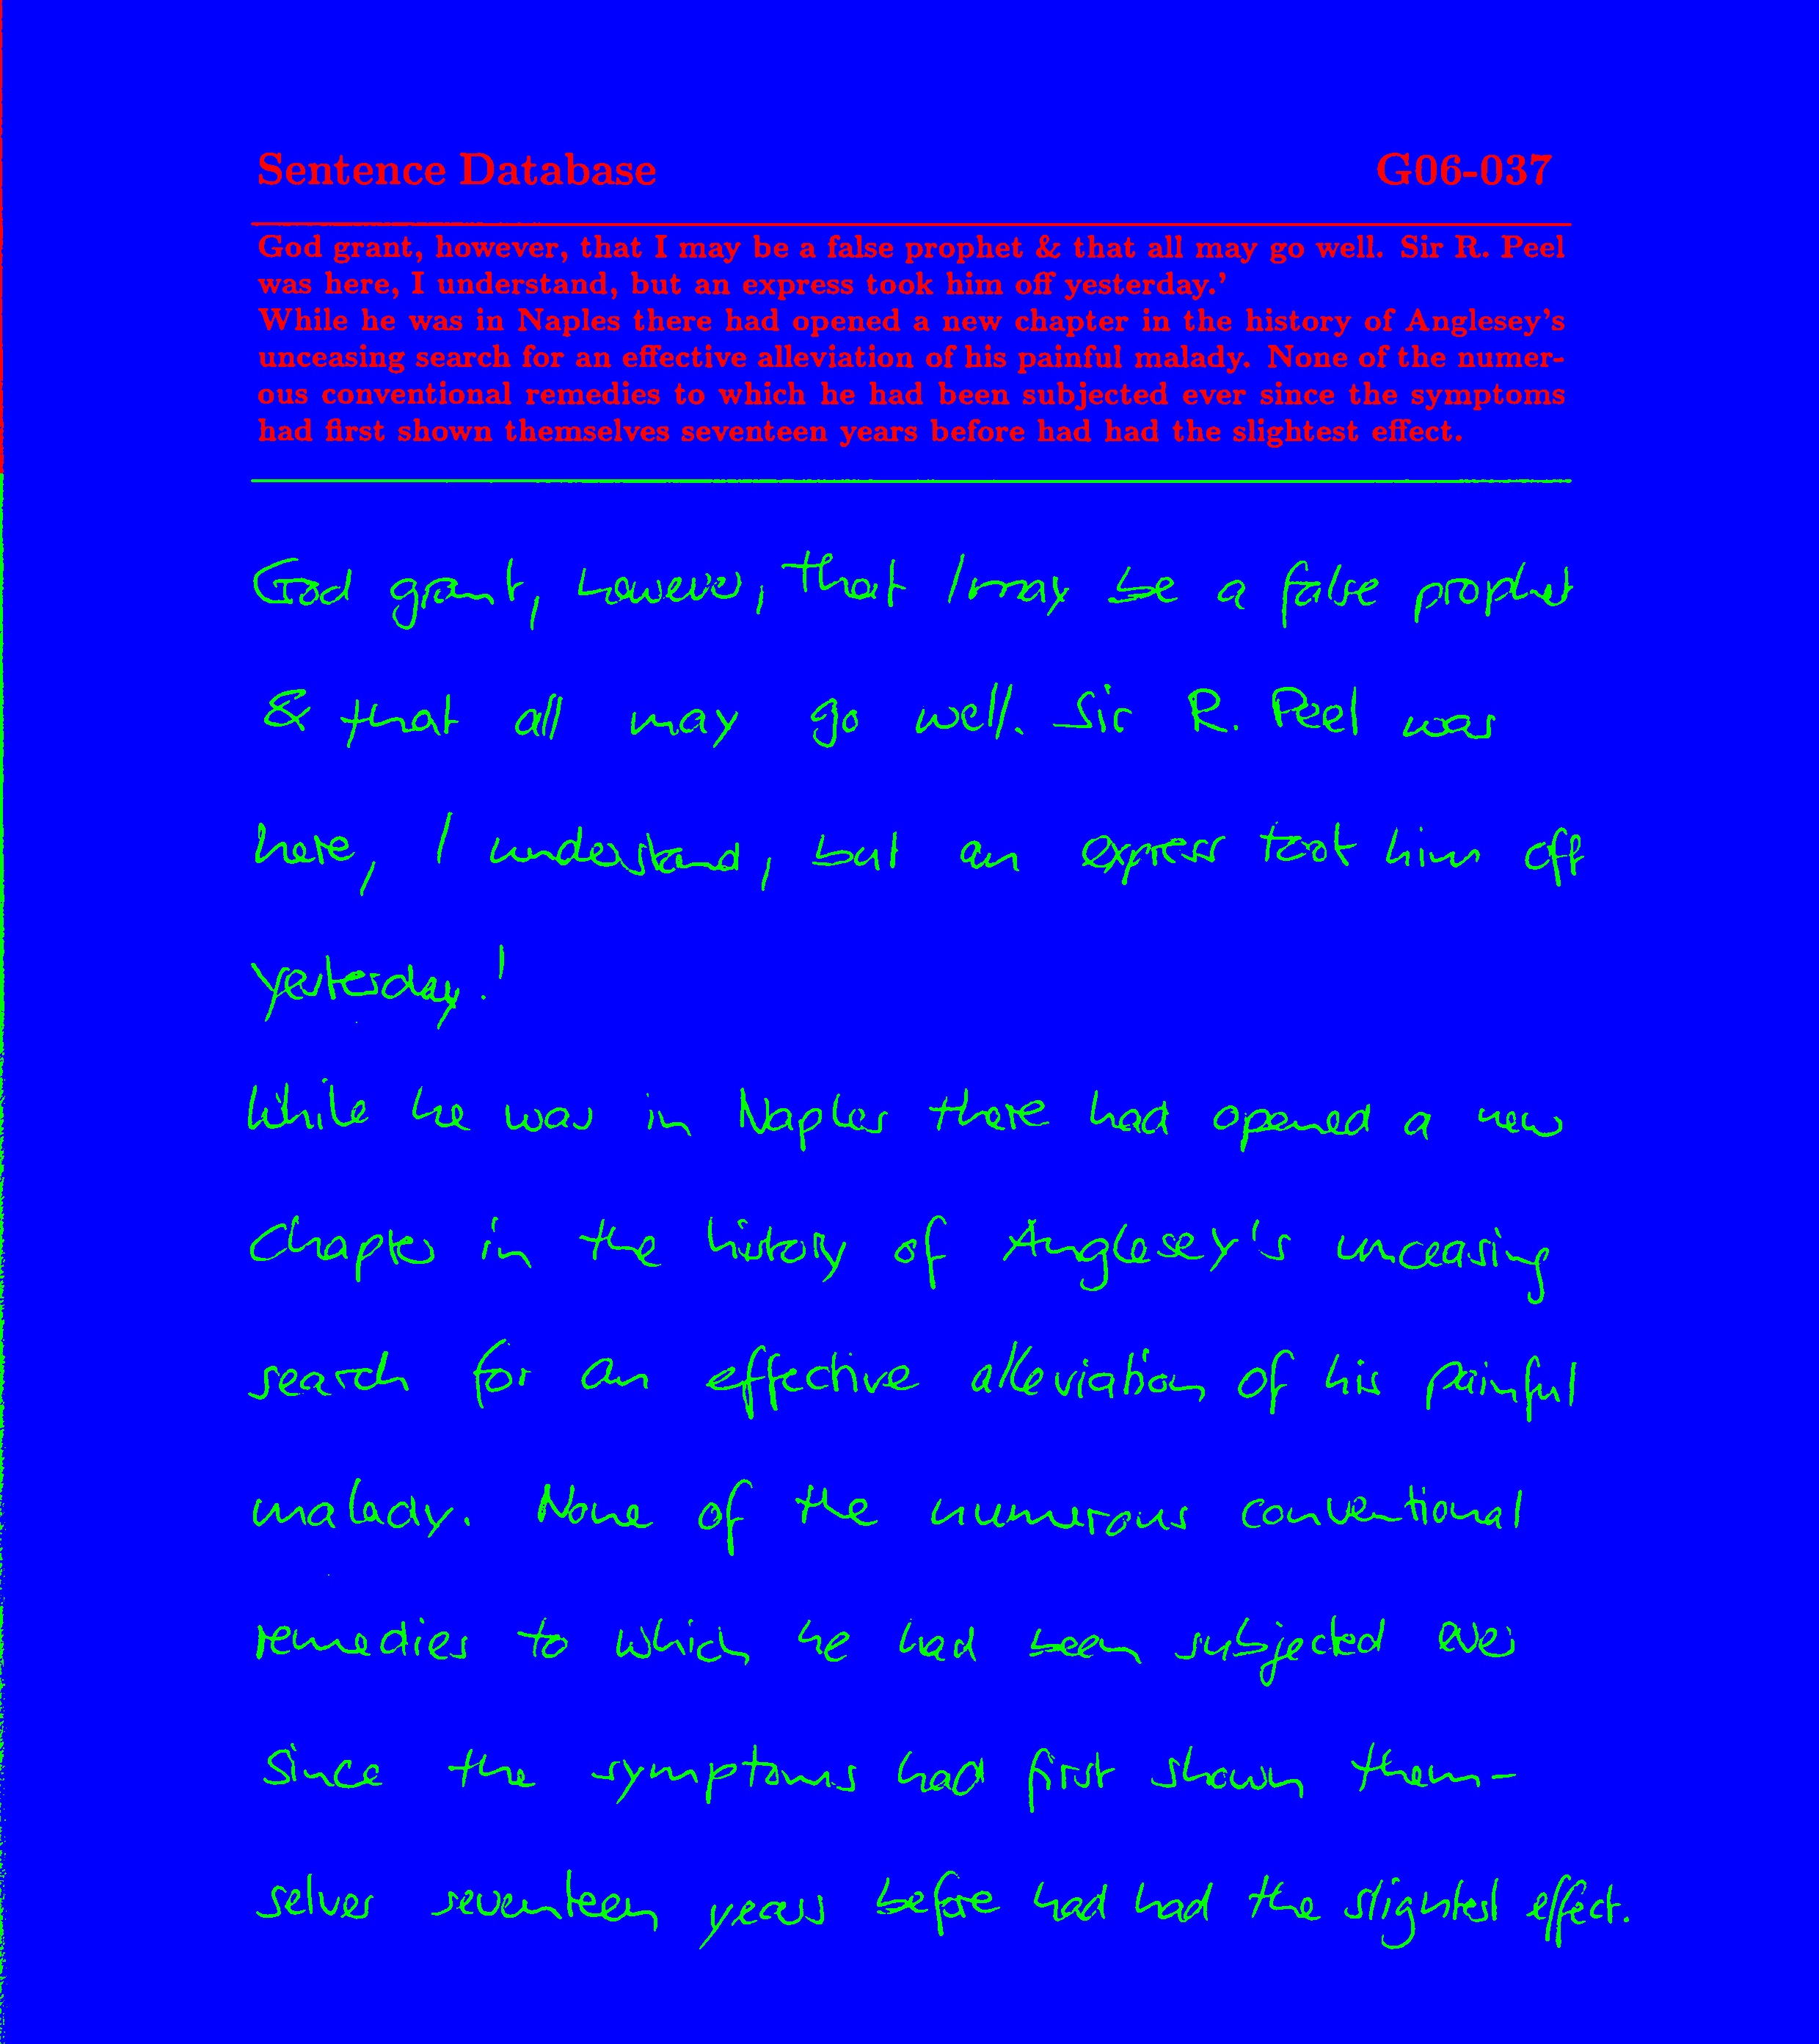 Sentence Database G06-037
God grant, however, that I may be a false prophet & that all may go well. Sir R. Peel
was here, I understand, but an express took him off yesterday.'
While he was in Naples there had opened a new chapter in the history of Anglesey's
unceasing search for an effective alleviation of his painful malady. None of the numer-
ous conventional remedies to which he had been subjected ever since the symptoms
had first shown themselves seventeen years before had had the slightest effect.
God grant, however, that I may be a false prophet
& that all may go well. Sir R. Peel was
here, I understand, but an express took him off
yesterday.'
While he was in Naples there had opened a new
Chapter in the history of Anglesey's unceasing
search for an effective alleviation of his painful
malady. None of the numerous conventional
remedies to which he had been subjected ever
Since the symptoms had first shown them-
selves seventeen years before had had the slightest effect.